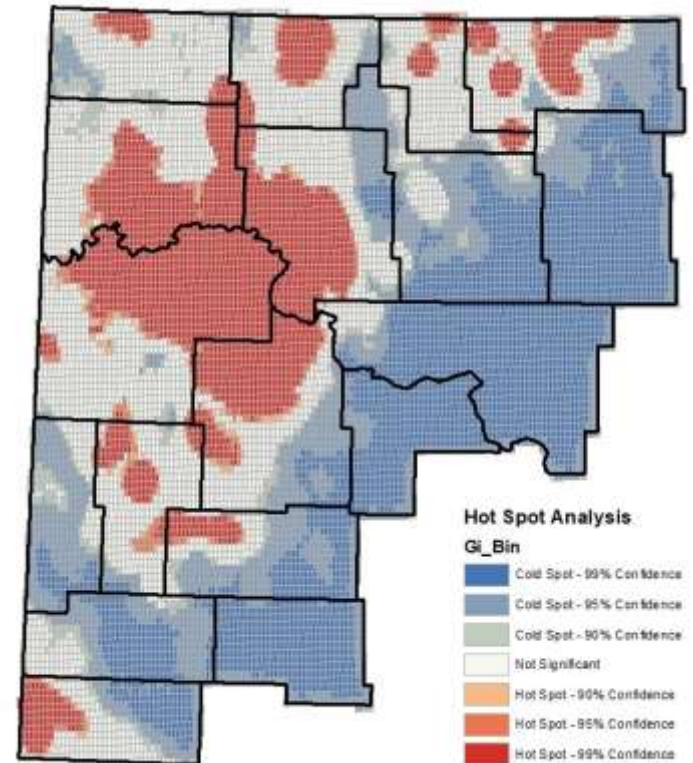 Hot Spot Analysis
Gi_Bin
Cold Spot - 99% Confidence
Cold Spot - 95% Confidence
Cold Spot - 90% Confidence
Not Significant
Hot Spot - 90% Confidence
Hot Spot - 95% Confidence
Hot Spot - 99% Confidence